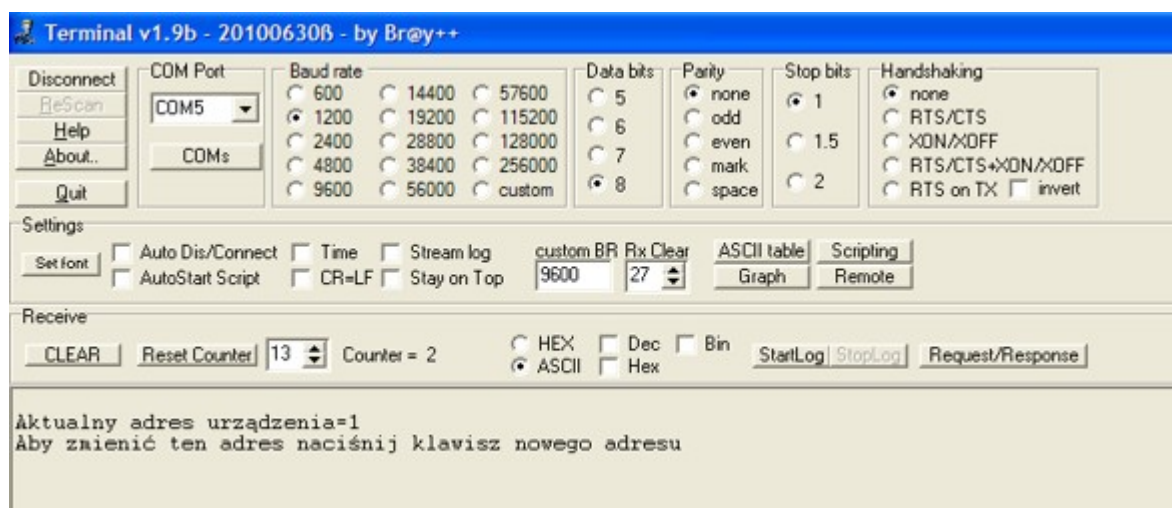 Terminal v1.9b - 20100630ß - by Br@y++
Disconnect
ReScan
Help
About..
Quit
COM Port
COM5
COMs
Baud rate
600 14400 57600
1200 19200 115200
2400 28800 128000
4800 38400 256000
9600 56000 custom
Data bits
5
6
7
8
Parity
none
odd
even
mark
space
Stop bits
1
1.5
2
Handshaking
none
RTS/CTS
XON/XOFF
RTS/CTS+XON/XOFF
RTS on TX invert
Settings
Set font
Auto Dis/Connect Time Stream log
AutoStart Script CR=LF Stay on Top
custom BR Rx Clear
9600 27
ASCII table Scripting
Graph Remote
Receive
CLEAR Reset Counter 13 Counter = 2
HEX Dec Bin
ASCII Hex
StartLog StopLog Request/Response
Aktualny adres urządzenia=1
Aby zmienić ten adres naciśnij klawisz nowego adresu